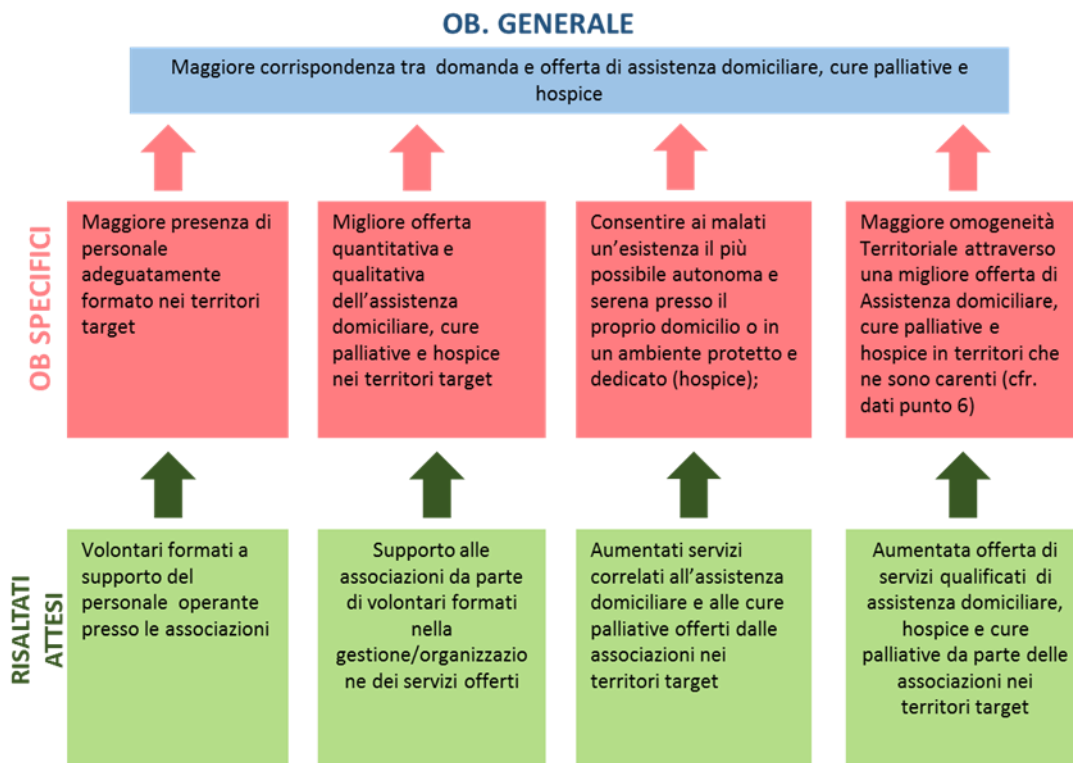 OB. GENERALE
Maggiore corrispondenza tra domanda e offerta di assistenza domiciliare, cure palliative e
hospice
OB SPECIFICI
Maggiore presenza di
personale
adeguatamente
formato nei territori
target
Migliore offerta
quantitativa e
qualitativa
dell’assistenza
domiciliare, cure
palliative e hospice
nei territori target
Consentire ai malati
un’esistenza il più
possibile autonoma e
serena presso il
proprio domicilio o in
un ambiente protetto e
dedicato (hospice);
Maggiore omogeneità
Territoriale attraverso
una migliore offerta di
Assistenza domiciliare,
cure palliative e
hospice in territori che
ne sono carenti (cfr.
dati punto 6)
RISALTATI
ATTESI
Volontari formati a
supporto del
personale operante
presso le associazioni
Supporto alle
associazioni da parte
di volontari formati
nella
gestione/organizzazio
ne dei servizi offerti
Aumentati servizi
correlati all’assistenza
domiciliare e alle cure
palliative offerti dalle
associazioni nei
territori target
Aumentata offerta di
servizi qualificati di
assistenza domiciliare,
hospice e cure
palliative da parte delle
associazioni nei
territori target